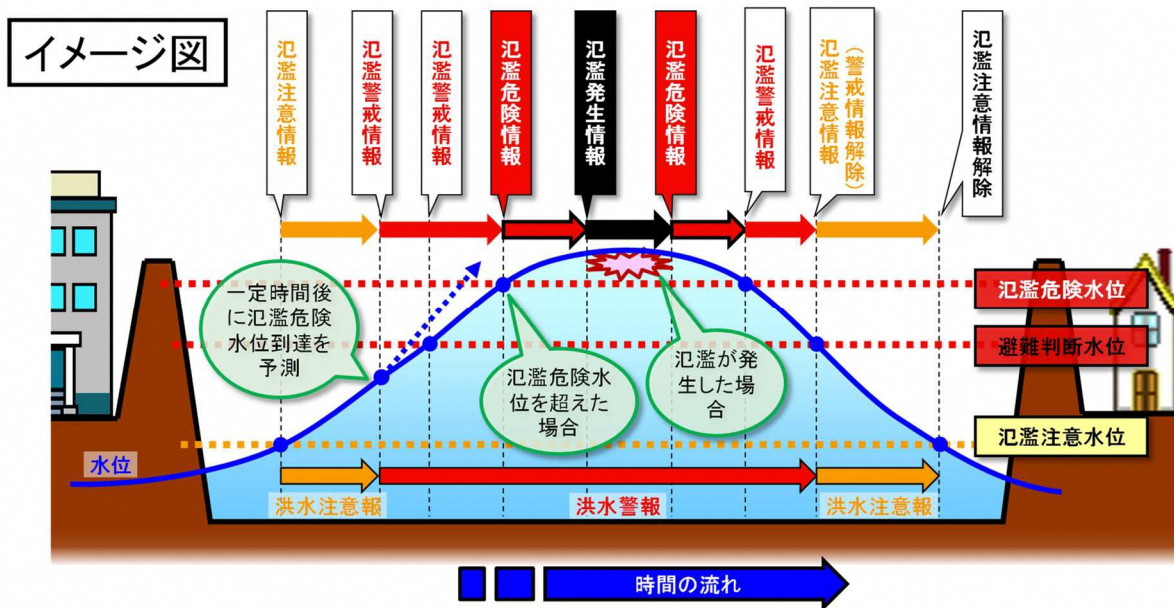 イメージ図
氾濫注意情報
氾濫警戒情報
氾濫警戒情報
氾濫危険情報
氾濫発生情報
氾濫危険情報
氾濫警戒情報
（警戒情報解除）
氾濫注意情報
氾濫注意情報解除
一定時間後
に氾濫危険
水位到達を
予測
氾濫危険水
位を超えた
場合
氾濫が発
生した場
合
氾濫危険水位
避難判断水位
氾濫注意水位
水位
洪水注意報
洪水警報
洪水注意報
時間の流れ